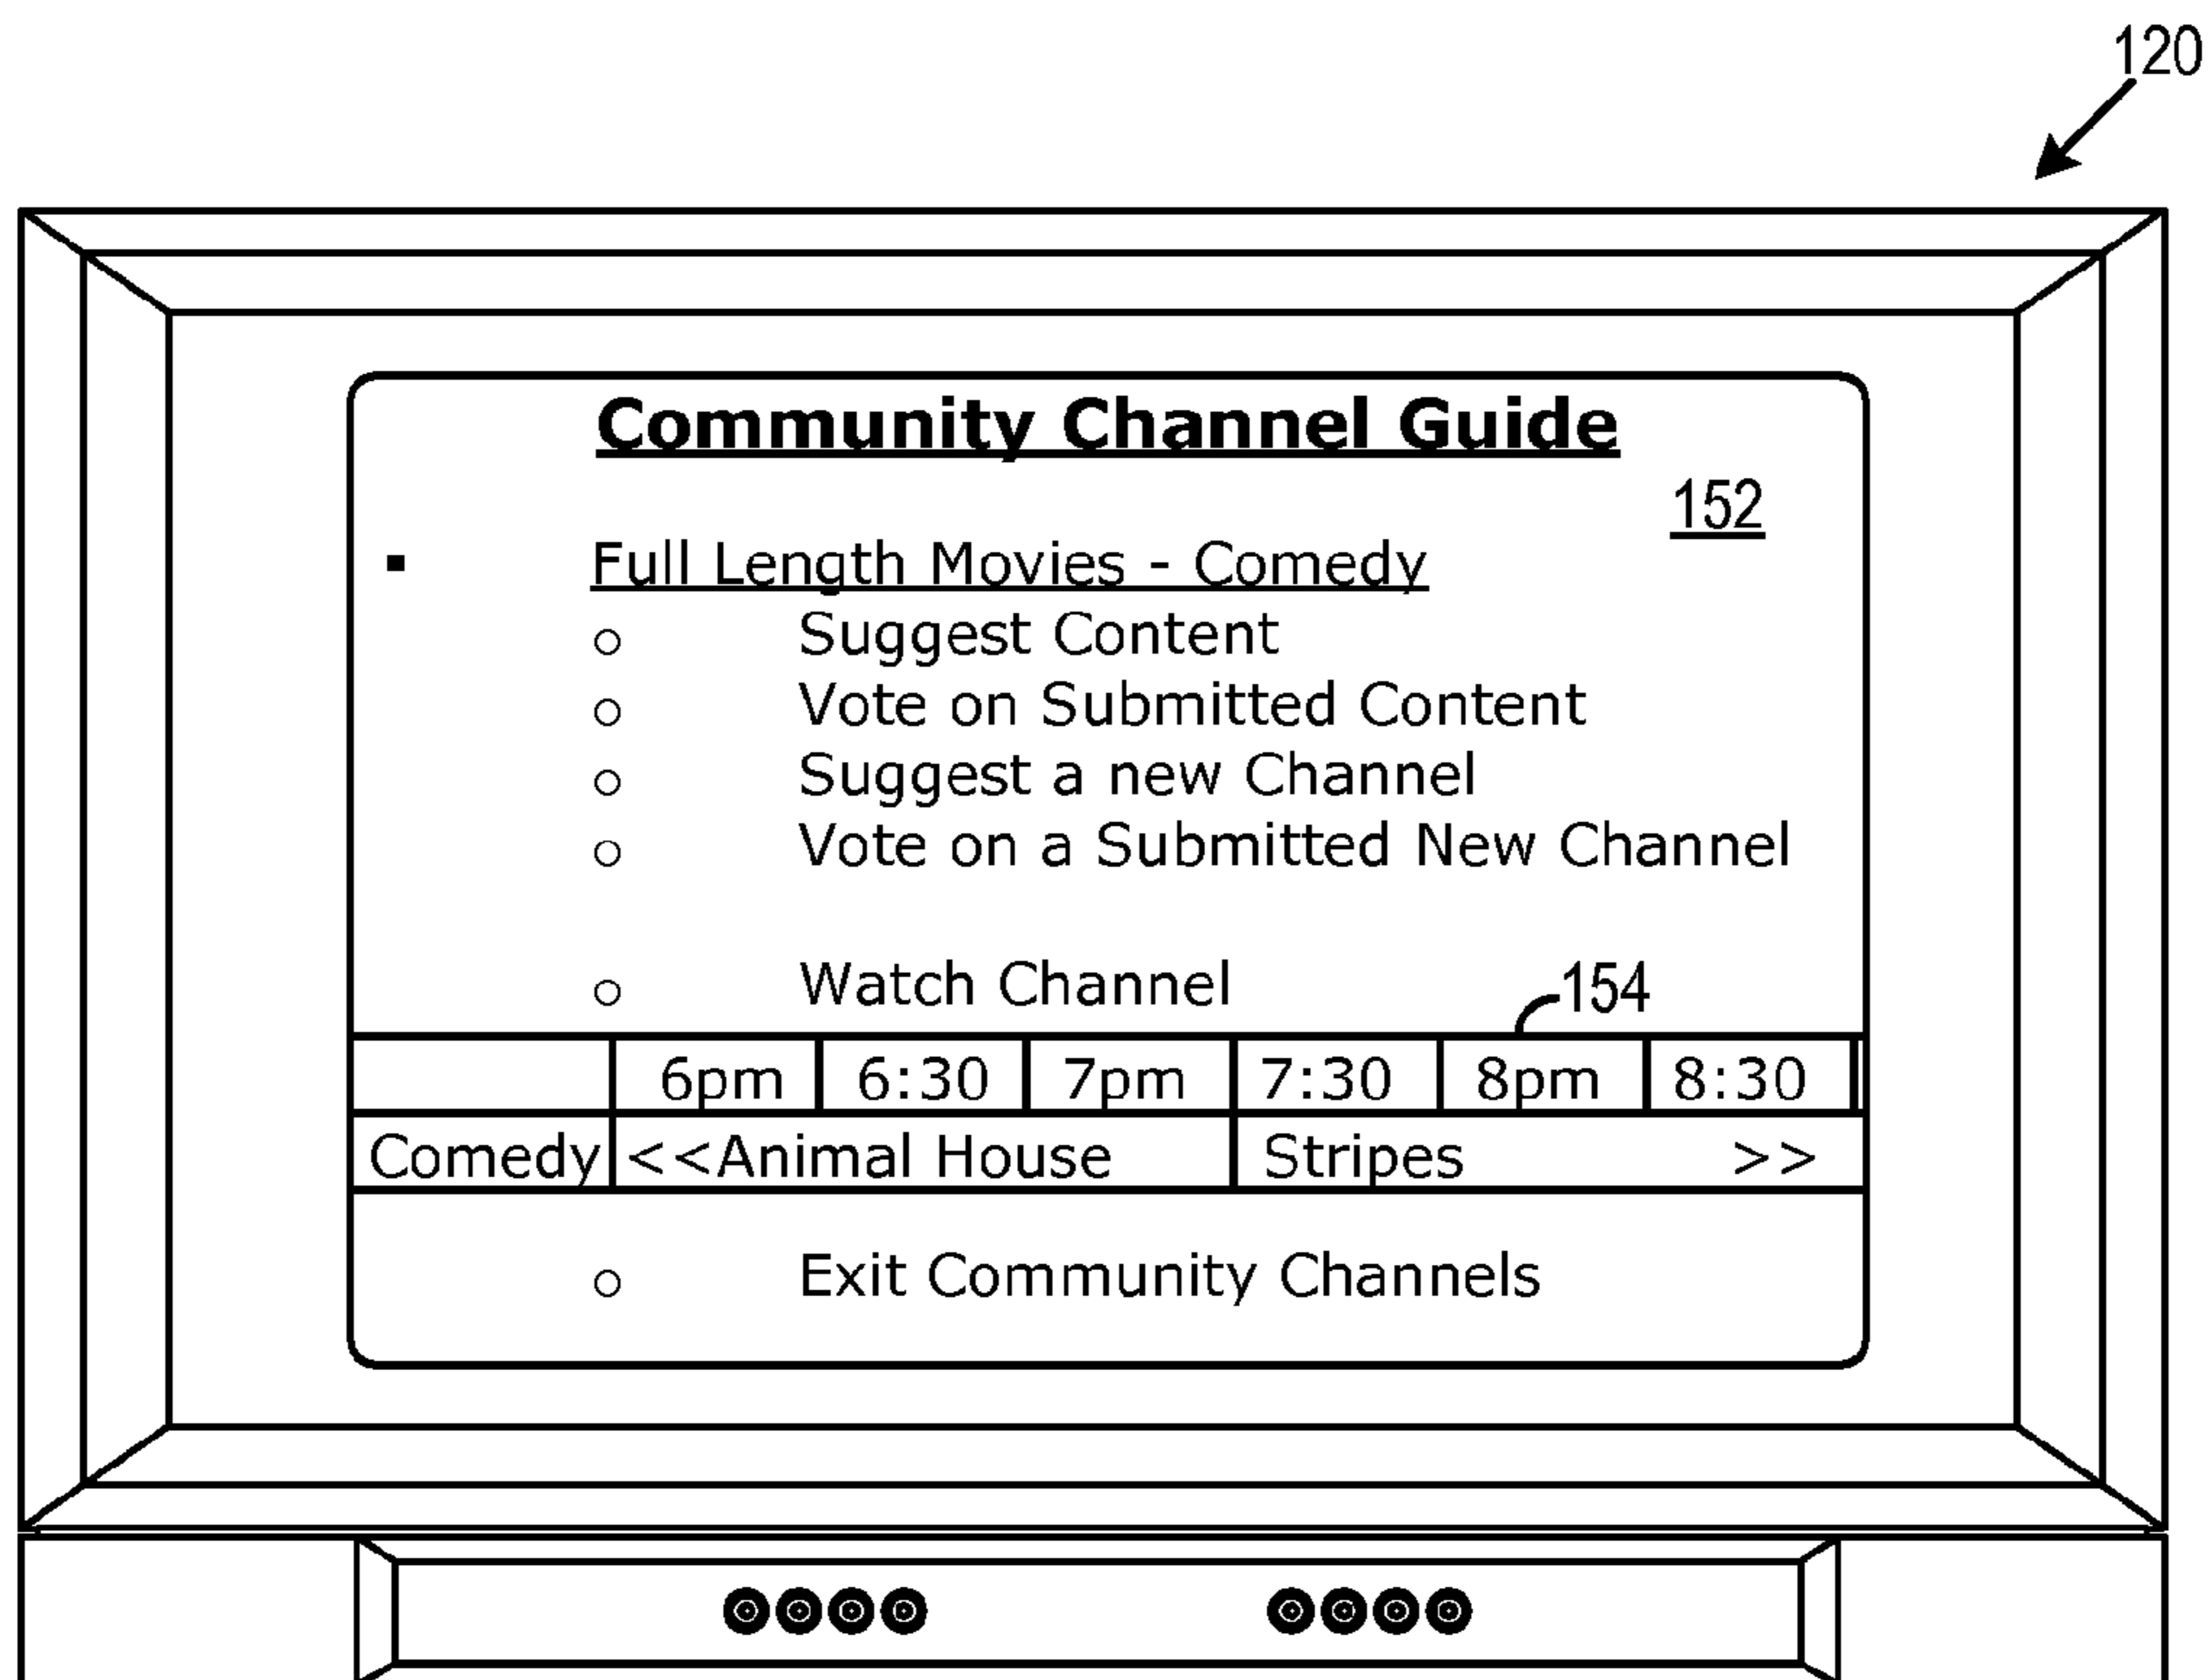 120
Community Channel Guide
152
▪ Full Length Movies - Comedy
○ Suggest Content
○ Vote on Submitted Content
○ Suggest a new Channel
○ Vote on a Submitted New Channel
○ Watch Channel
154
6pm 6:30 7pm 7:30 8pm 8:30
Comedy <<Animal House Stripes >>
○ Exit Community Channels